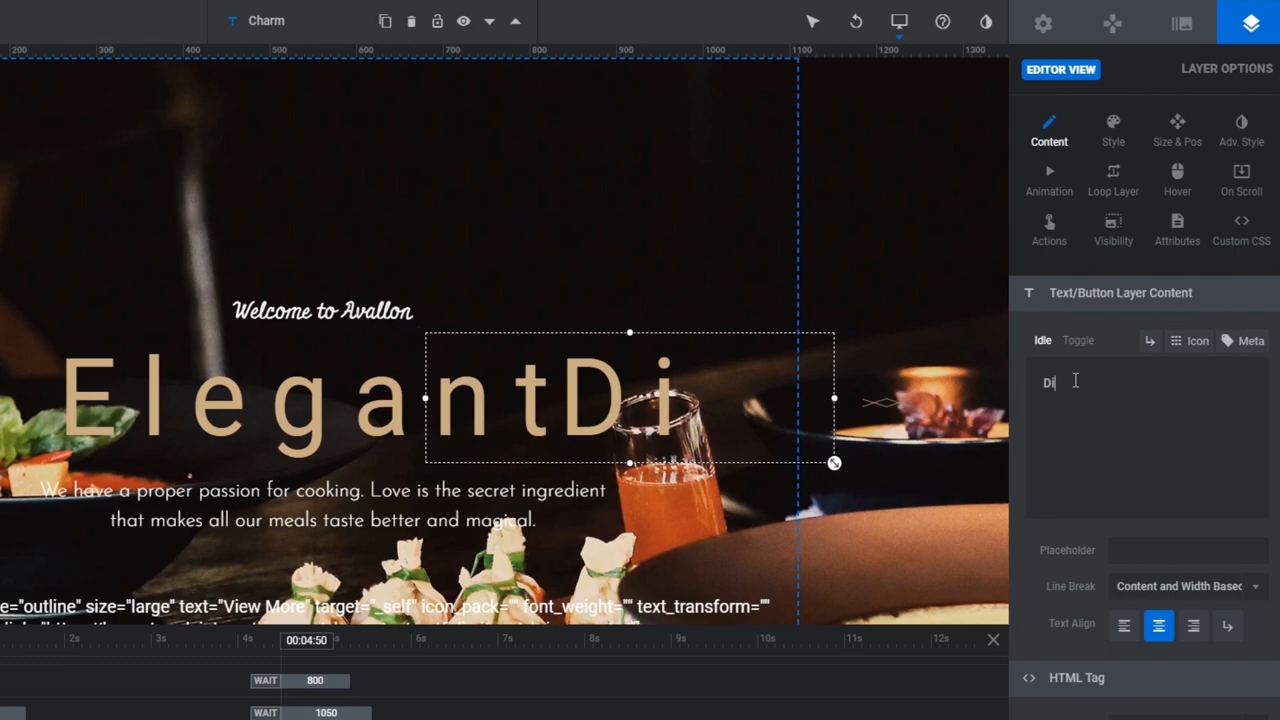 Charm
200 300 400 500 600 700 800 900 1000 1100 1200 1300
EDITOR VIEW
LAYER OPTIONS
Content Style Size & Pos Adv. Style
Animation Loop Layer Hover On Scroll
Actions Visibility Attributes Custom CSS
Text/Button Layer Content
Idle Toggle Icon Meta
Di
Placeholder
Line Break Content and Width Basec
Text Align
HTML Tag
Welcome to Avallon
ElegantDi
We have a proper passion for cooking. Love is the secret ingredient
that makes all our meals taste better and magical.
e="outline" size="large" text="View More" target="_self" icon_pack="" font_weight="" text_transform=""
2s 3s 4s 00:04:50 s 6s 7s 8s 9s 10s 11s 12s
WAIT 800
WAIT 1050